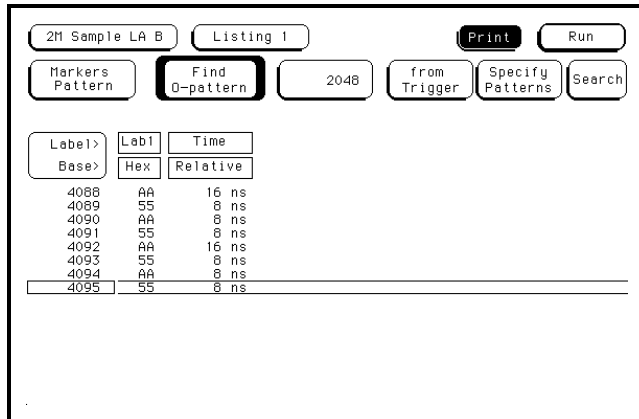 2M Sample LA B Listing 1 Print Run
Markers Pattern Find O-pattern 2048 from Trigger Specify Patterns Search
Label> Lab1 Time
Base> Hex Relative
4088 AA 16 ns
4089 55 8 ns
4090 AA 8 ns
4091 55 8 ns
4092 AA 16 ns
4093 55 8 ns
4094 AA 8 ns
4095 55 8 ns